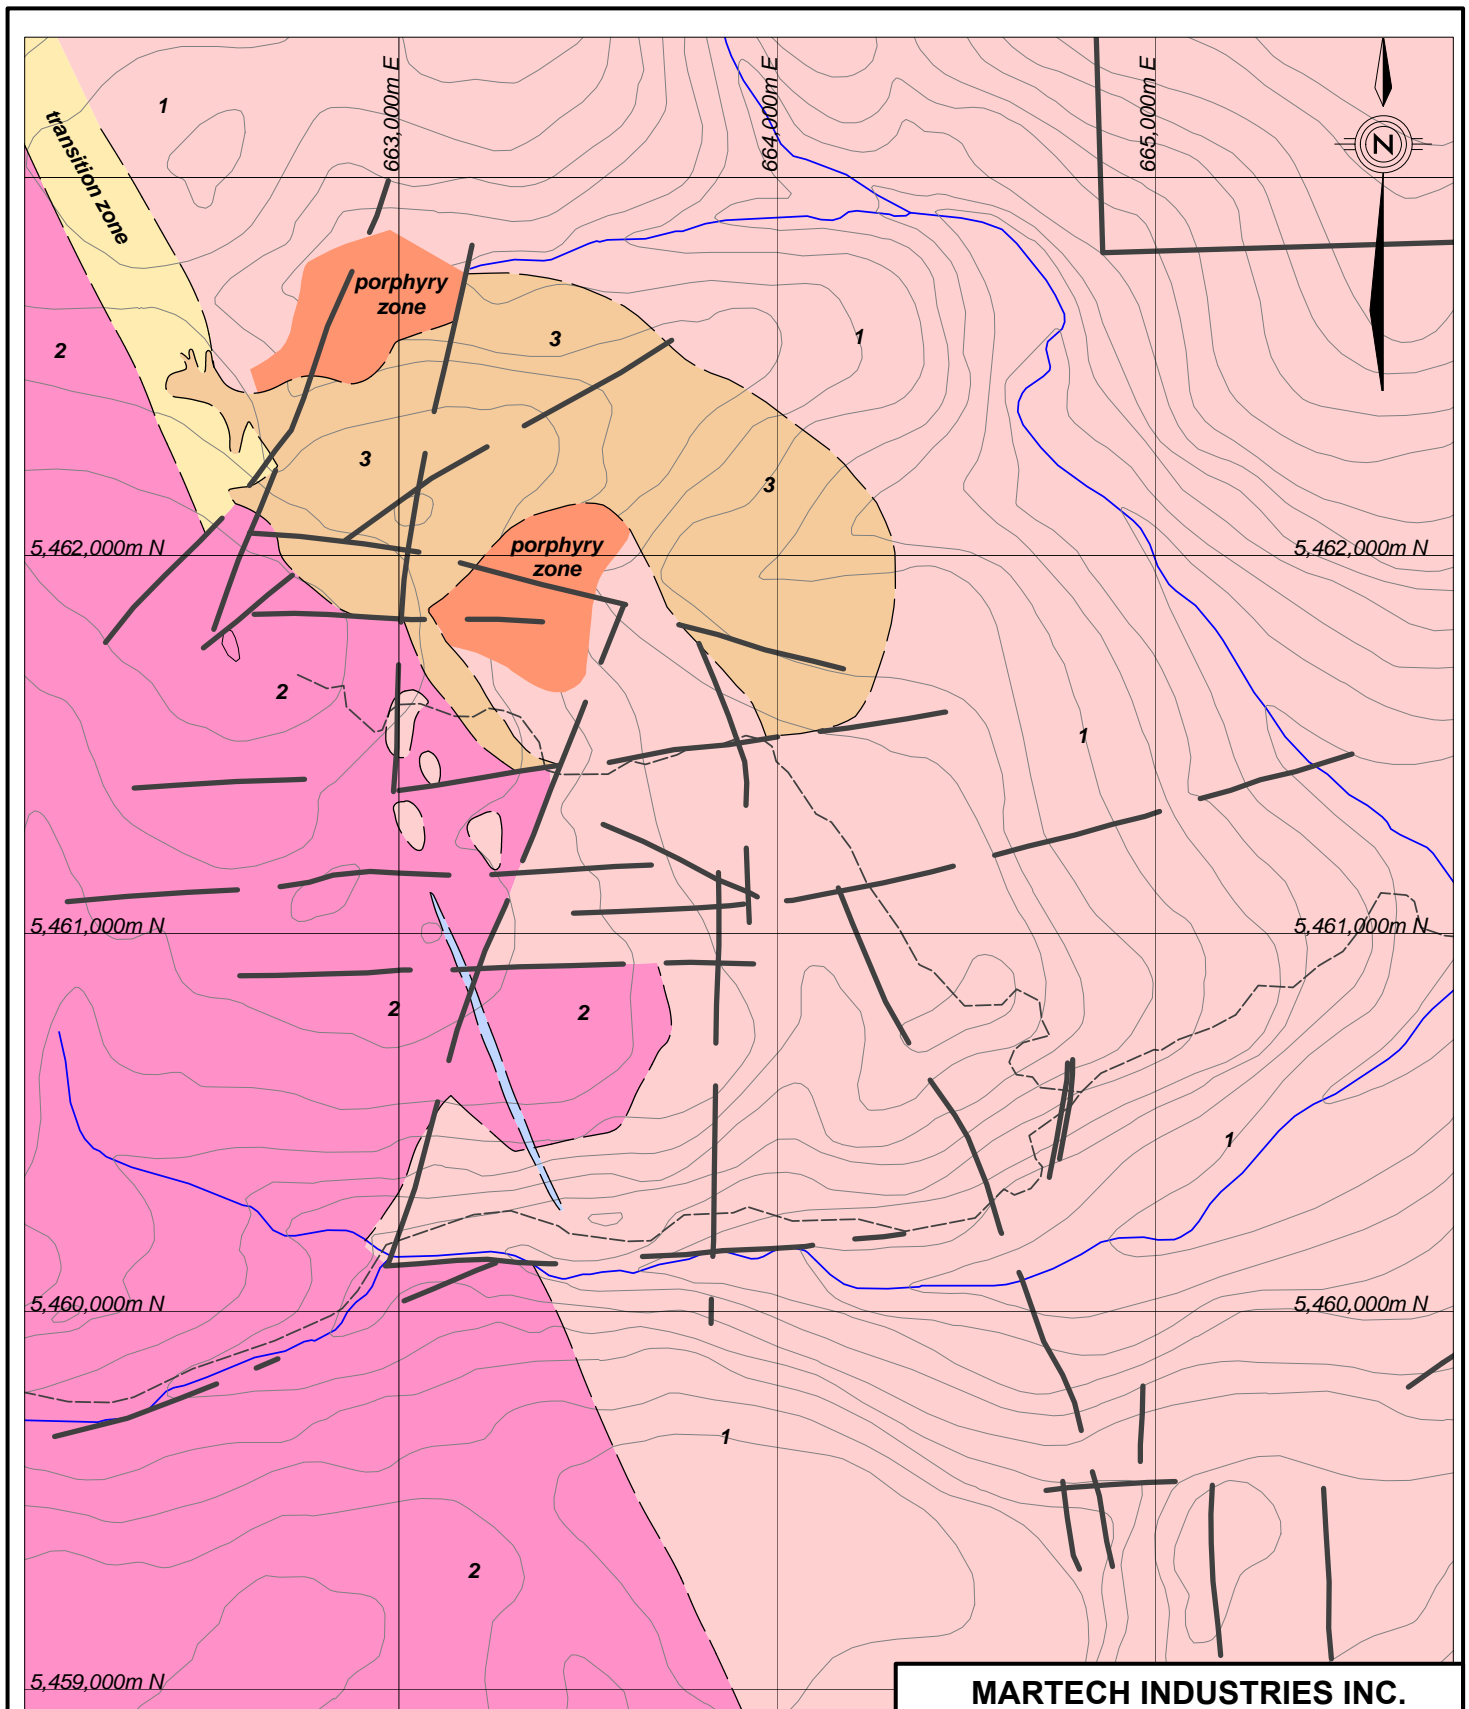 663,000m E
664,000m E
665,000m E
1
transition zone
N
porphyry
zone
2
3
1
3
3
5,462,000m N
porphyry
zone
5,462,000m N
2
1
5,461,000m N
5,461,000m N
2
2
1
5,460,000m N
5,460,000m N
1
2
5,459,000m N
MARTECH INDUSTRIES INC.